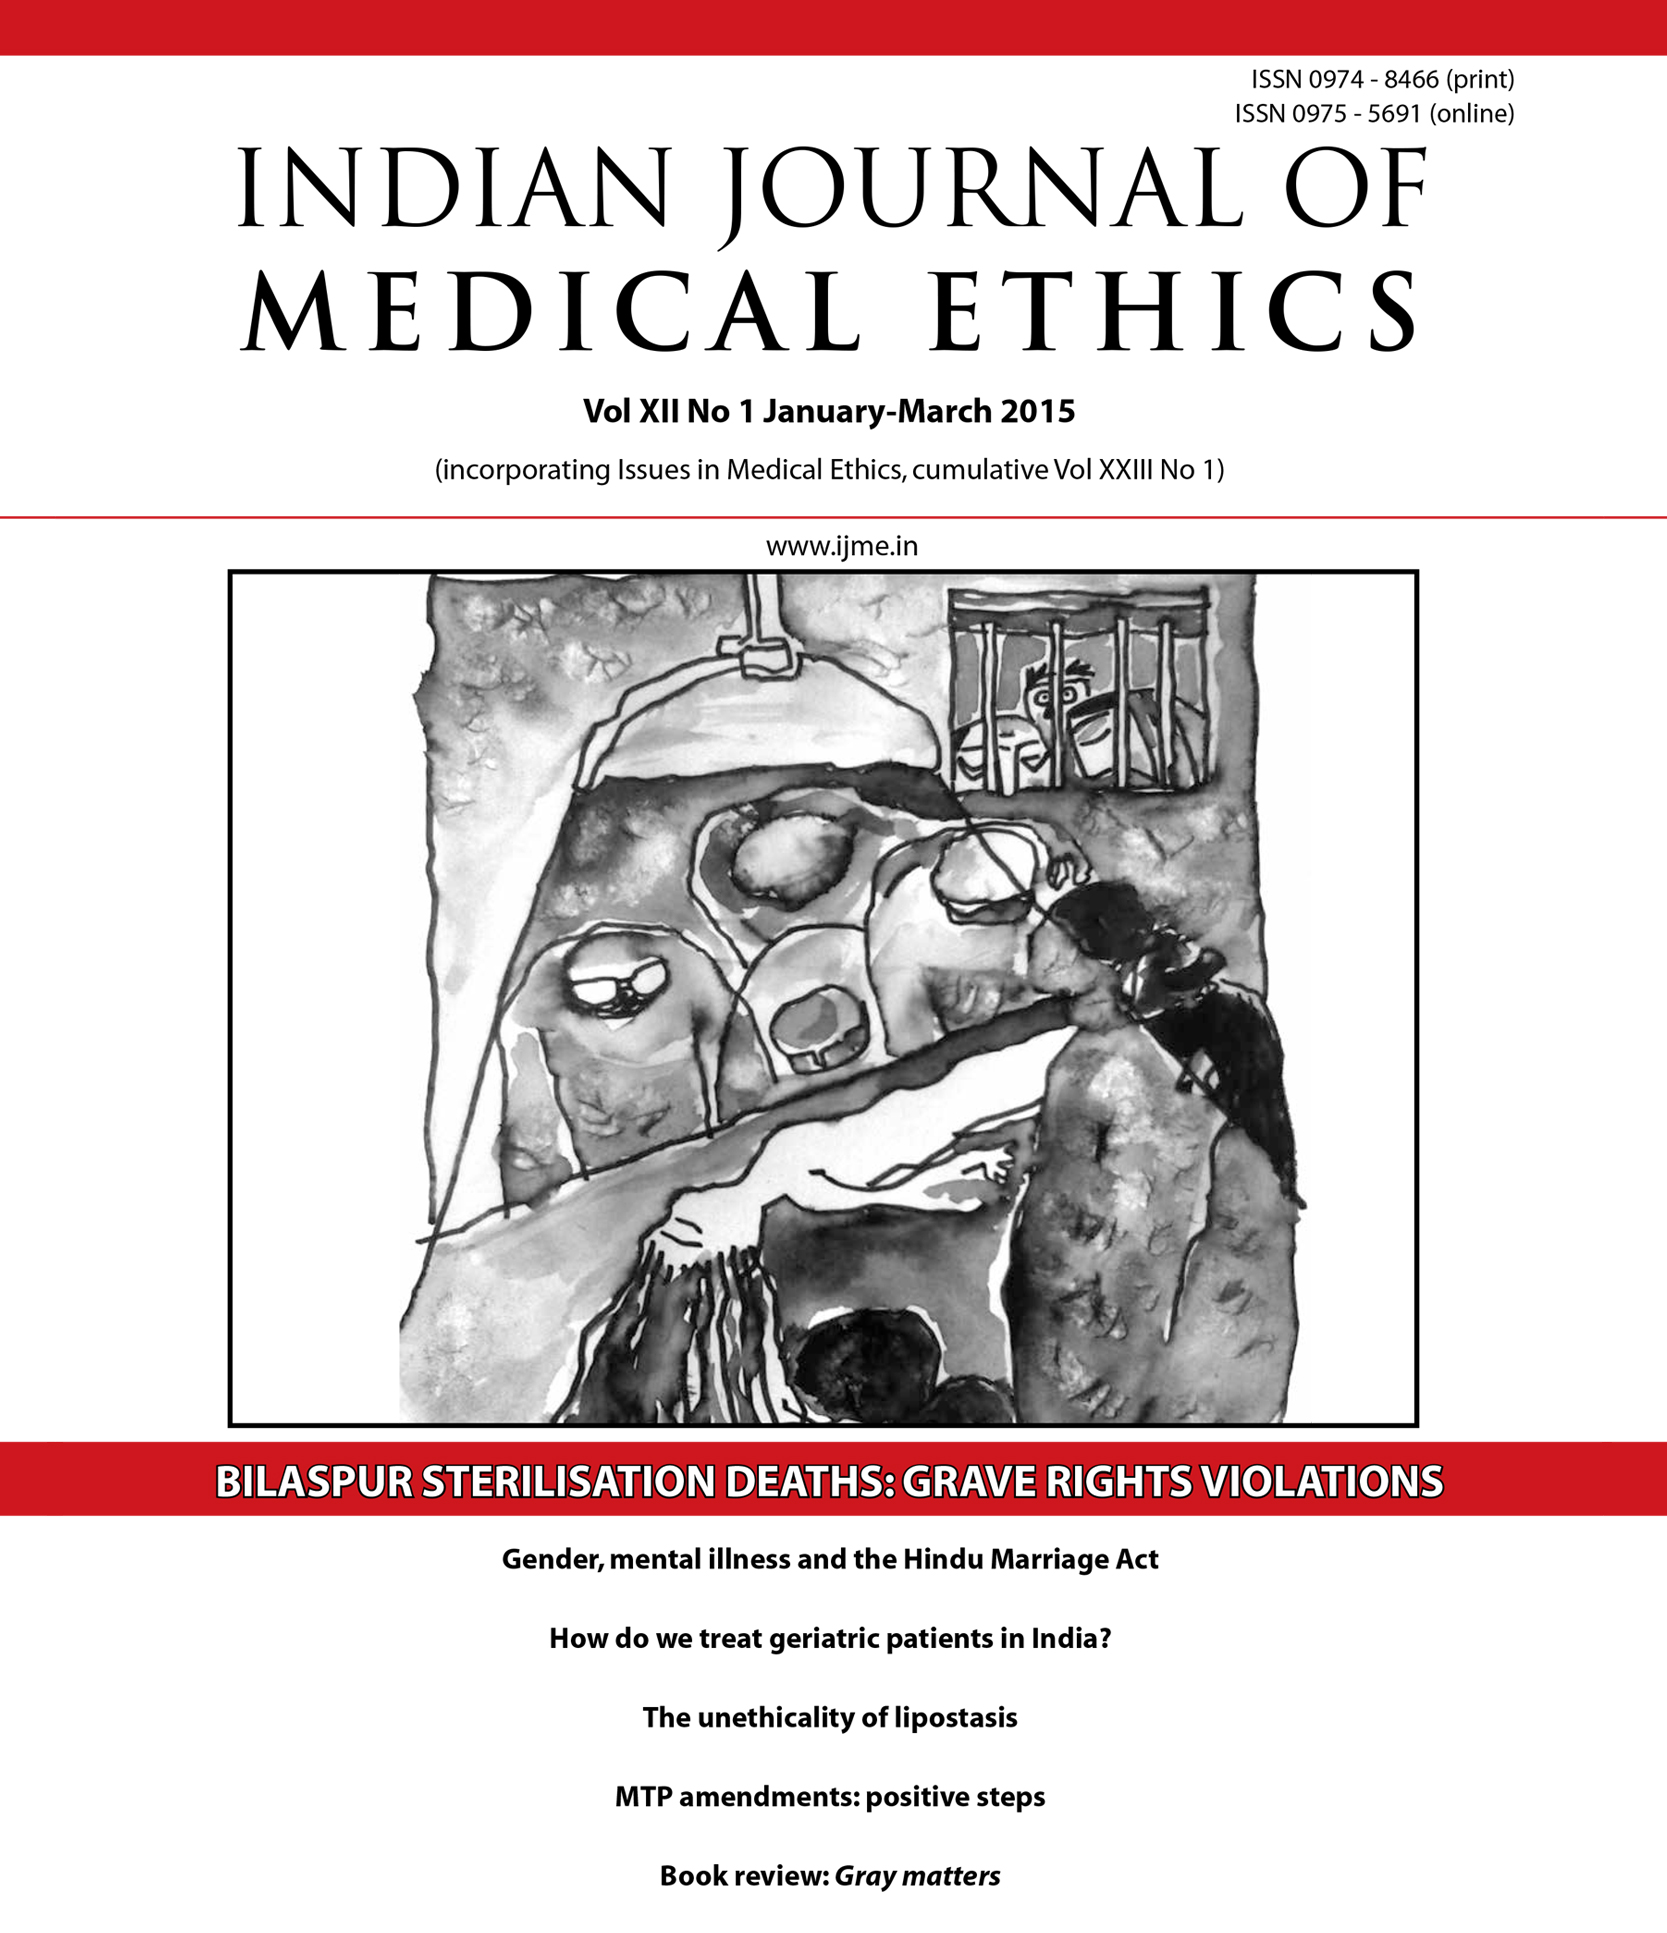 ISSN 0974 - 8466 (print)
ISSN 0975 - 5691 (online)
INDIAN JOURNAL OF
MEDICAL ETHICS
Vol XII No 1 January-March 2015
(incorporating Issues in Medical Ethics, cumulative Vol XXIII No 1)
www.ijme.in
BILASPUR STERILISATION DEATHS: GRAVE RIGHTS VIOLATIONS
Gender, mental illness and the Hindu Marriage Act
How do we treat geriatric patients in India?
The unethicality of lipostasis
MTP amendments: positive steps
Book review: Gray matters